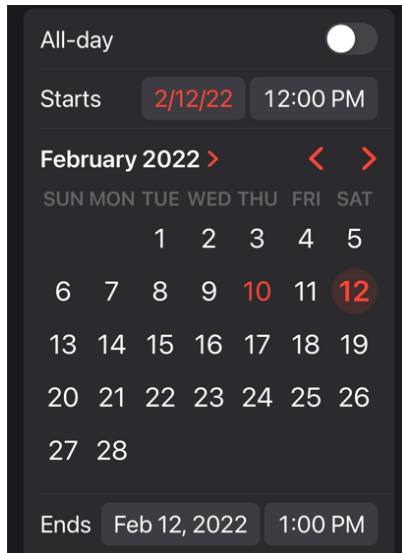 All-day
Starts 2/12/22 12:00 PM
February 2022 >
SUN MON TUE WED THU FRI SAT
1 2 3 4 5
6 7 8 9 10 11 12
13 14 15 16 17 18 19
20 21 22 23 24 25 26
27 28
Ends Feb 12, 2022 1:00 PM